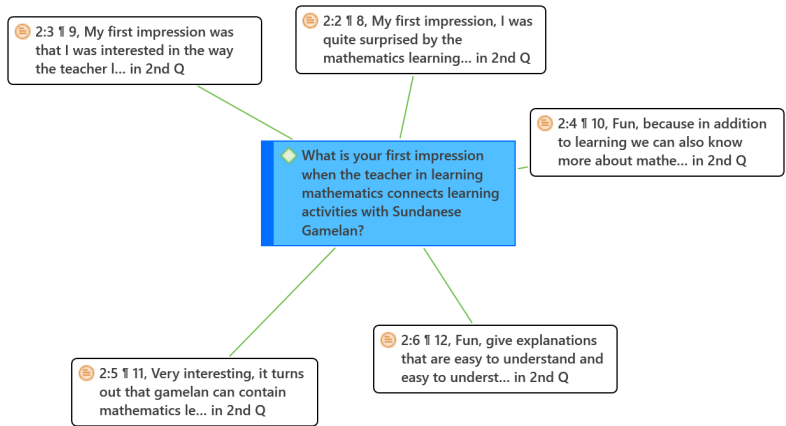 2:3 ¶ 9, My first impression was
that I was interested in the way
the teacher l... in 2nd Q
2:2 ¶ 8, My first impression, I was
quite surprised by the
mathematics learning... in 2nd Q
2:4 ¶ 10, Fun, because in addition
to learning we can also know
more about mathe... in 2nd Q
What is your first impression
when the teacher in learning
mathematics connects learning
activities with Sundanese
Gamelan?
2:5 ¶ 11, Very interesting, it turns
out that gamelan can contain
mathematics le... in 2nd Q
2:6 ¶ 12, Fun, give explanations
that are easy to understand and
easy to underst... in 2nd Q